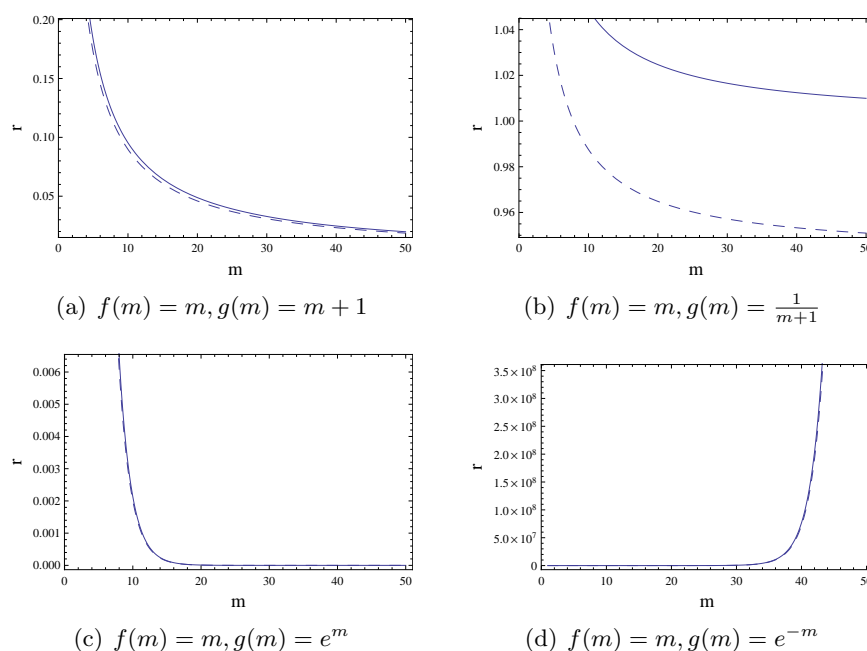 0.20
0.15
0.10
0.05
r
0 10 20 30 40 50
m
(a) f(m) = m, g(m) = m + 1
1.04
1.02
1.00
0.98
0.96
r
0 10 20 30 40 50
m
(b) f(m) = m, g(m) = 1/(m+1)
0.006
0.005
0.004
0.003
0.002
0.001
0.000
r
0 10 20 30 40 50
m
(c) f(m) = m, g(m) = e^m
3.5×10^8
3.0×10^8
2.5×10^8
2.0×10^8
1.5×10^8
1.0×10^8
5.0×10^7
0
r
0 10 20 30 40 50
m
(d) f(m) = m, g(m) = e^{-m}